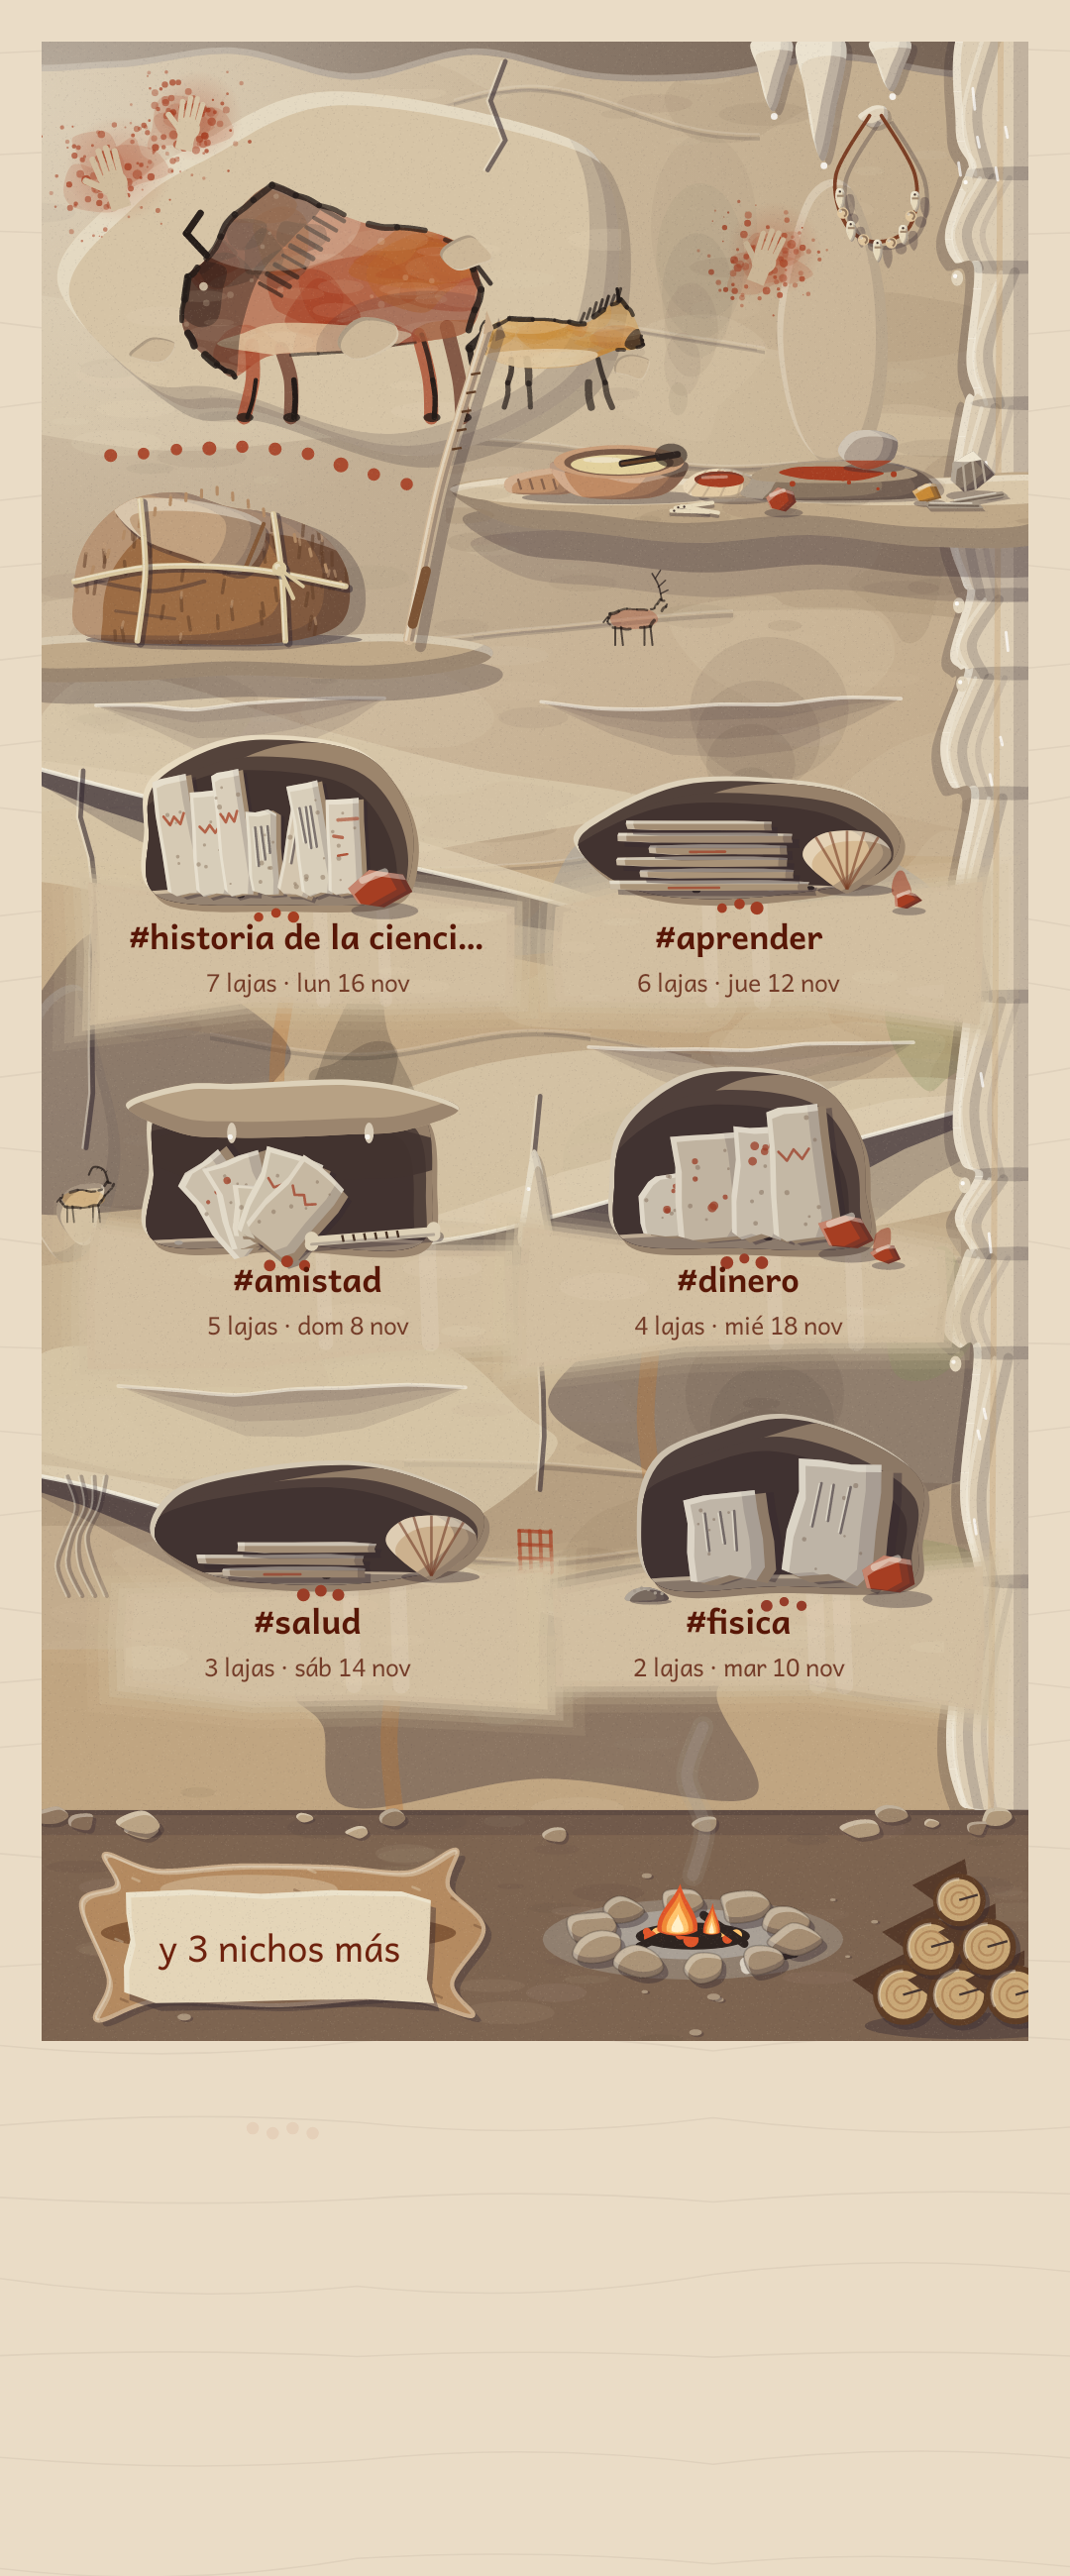 #historia de la cienci...
7 lajas · lun 16 nov
#aprender
6 lajas · jue 12 nov
#amistad
5 lajas · dom 8 nov
#dinero
4 lajas · mié 18 nov
#salud
3 lajas · sáb 14 nov
#fisica
2 lajas · mar 10 nov
y 3 nichos más